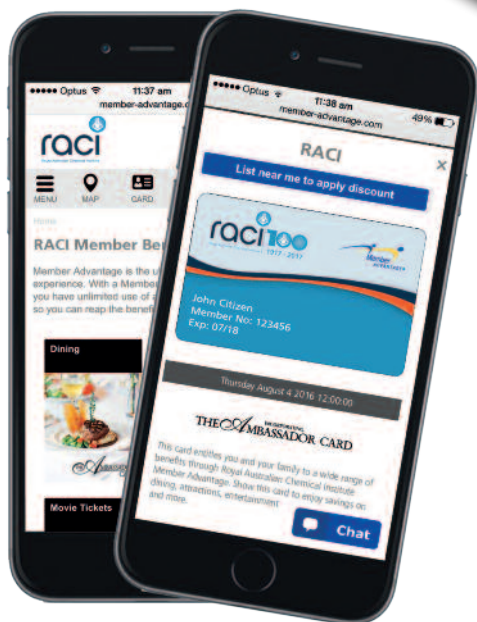 Optus
11:37 am
member-advantage.c
raci
MENU
MAP
CARD
Home
RACI Member Ber
Member Advantage is the u
experience. With a Member
you have unlimited use of a
so you can reap the benefi
Dining
Movie Tickets
Optus
11:38 am
49%
member-advantage.com
RACI
×
List near me to apply discount
raci100
1917 - 2017
Member
ADVANTAGE
John Citizen
Member No: 123456
Exp: 07/18
Thursday August 4 2016 12:00:00
THE AMBASSADOR CARD
This card entitles you and your family to a wide range of
benefits through Royal Australian Chemical Institute
Member Advantage. Show this card to enjoy savings on
dining, attractions, entertainment
and more.
Chat